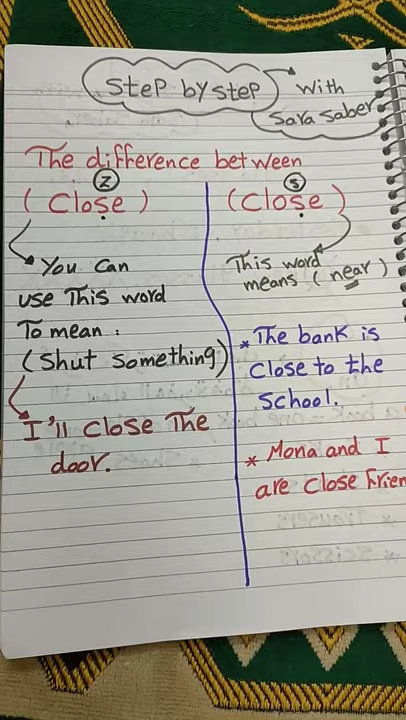 Step by step
With
Sara Saber
The difference between
(Close)
Z
You Can
use This word
To mean :
(Shut something)
I'll close The
door.
(Close)
S
This word
means (near)
* The bank is
Close to the
School.
* Mona and I
are Close Frien